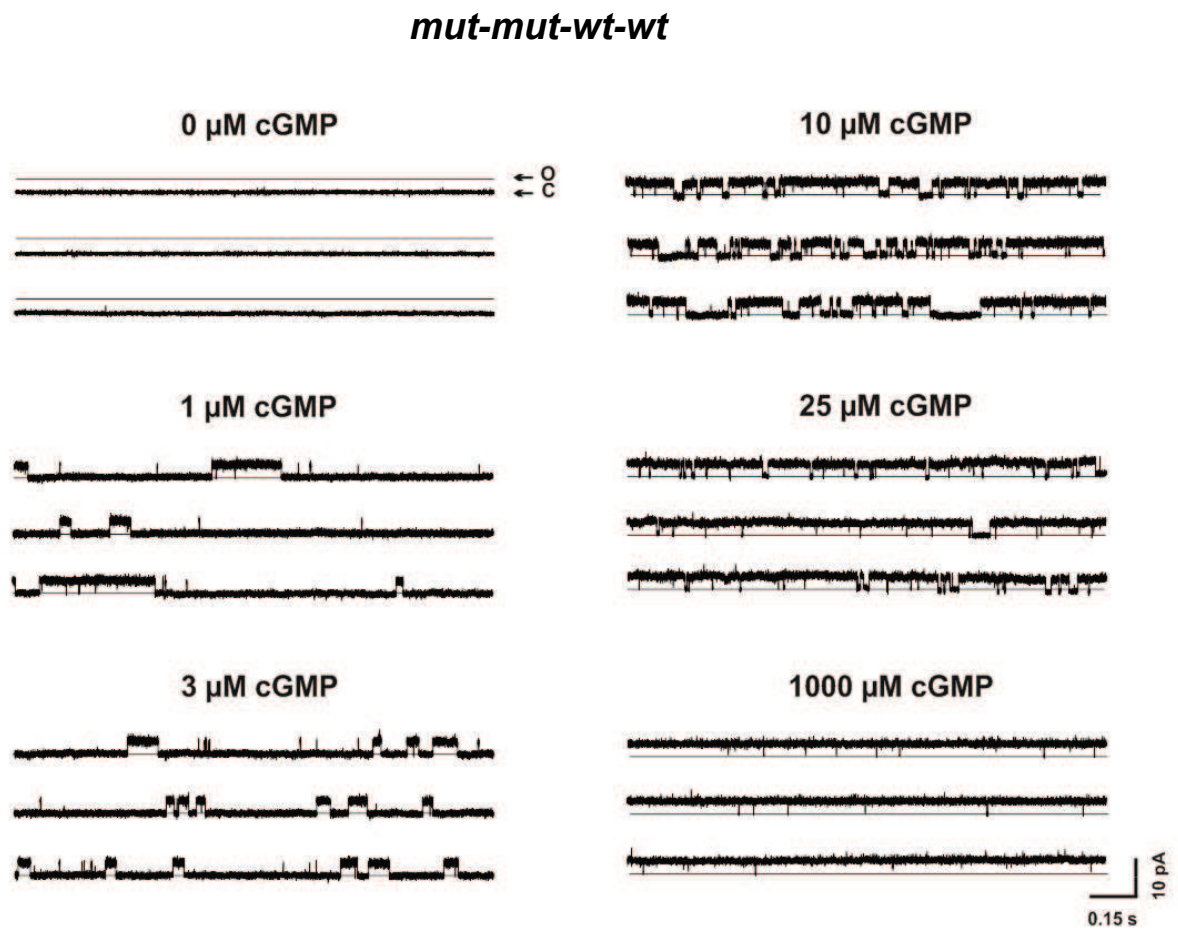 mut-mut-wt-wt
0 µM cGMP
← O
← C
1 µM cGMP
3 µM cGMP
10 µM cGMP
25 µM cGMP
1000 µM cGMP
10 pA
0.15 s